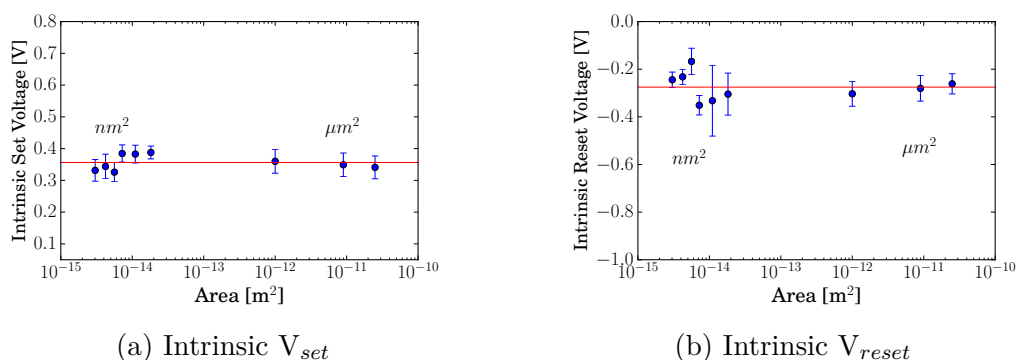 Intrinsic Set Voltage [V]
0.8
0.7
0.6
0.5
0.4
0.3
0.2
0.1
nm²
μm²
10⁻¹⁵ 10⁻¹⁴ 10⁻¹³ 10⁻¹² 10⁻¹¹ 10⁻¹⁰
Area [m²]
(a) Intrinsic V_set
Intrinsic Reset Voltage [V]
0.0
−0.2
−0.4
−0.6
−0.8
−1.0
nm²
μm²
10⁻¹⁵ 10⁻¹⁴ 10⁻¹³ 10⁻¹² 10⁻¹¹ 10⁻¹⁰
Area [m²]
(b) Intrinsic V_reset